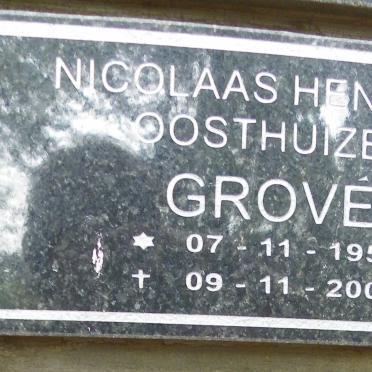 NICOLAAS HEN
OOSTHUIZE
GROVÉ
07 - 11 - 195
09 - 11 - 200